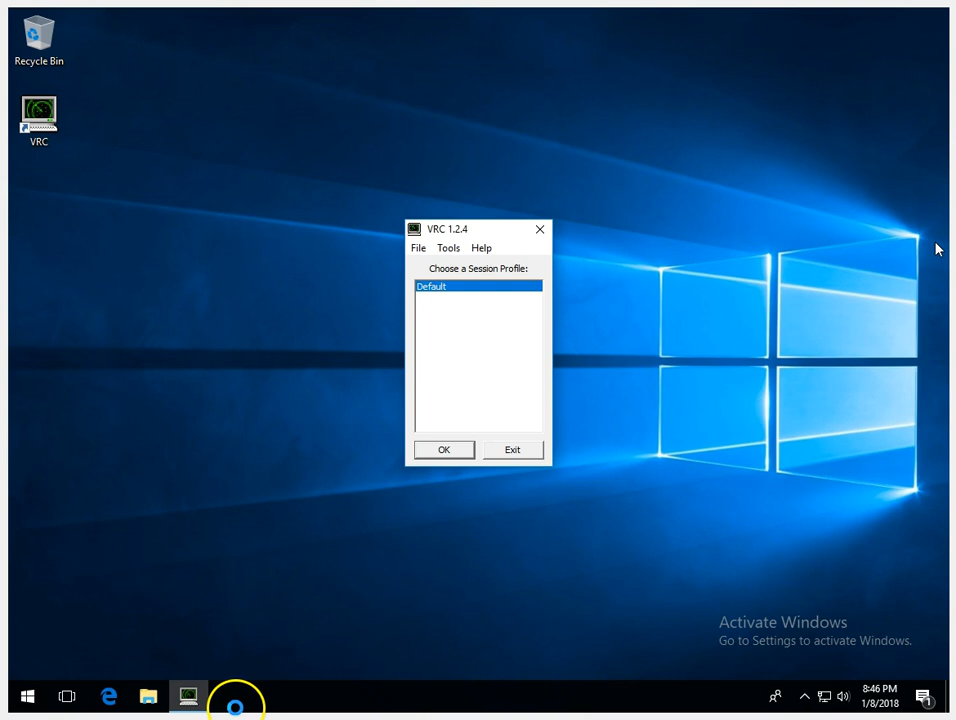 Recycle Bin
VRC
VRC 1.2.4
File Tools Help
Choose a Session Profile:
Default
OK Exit
Activate Windows
Go to Settings to activate Windows.
8:46 PM
1/8/2018
1